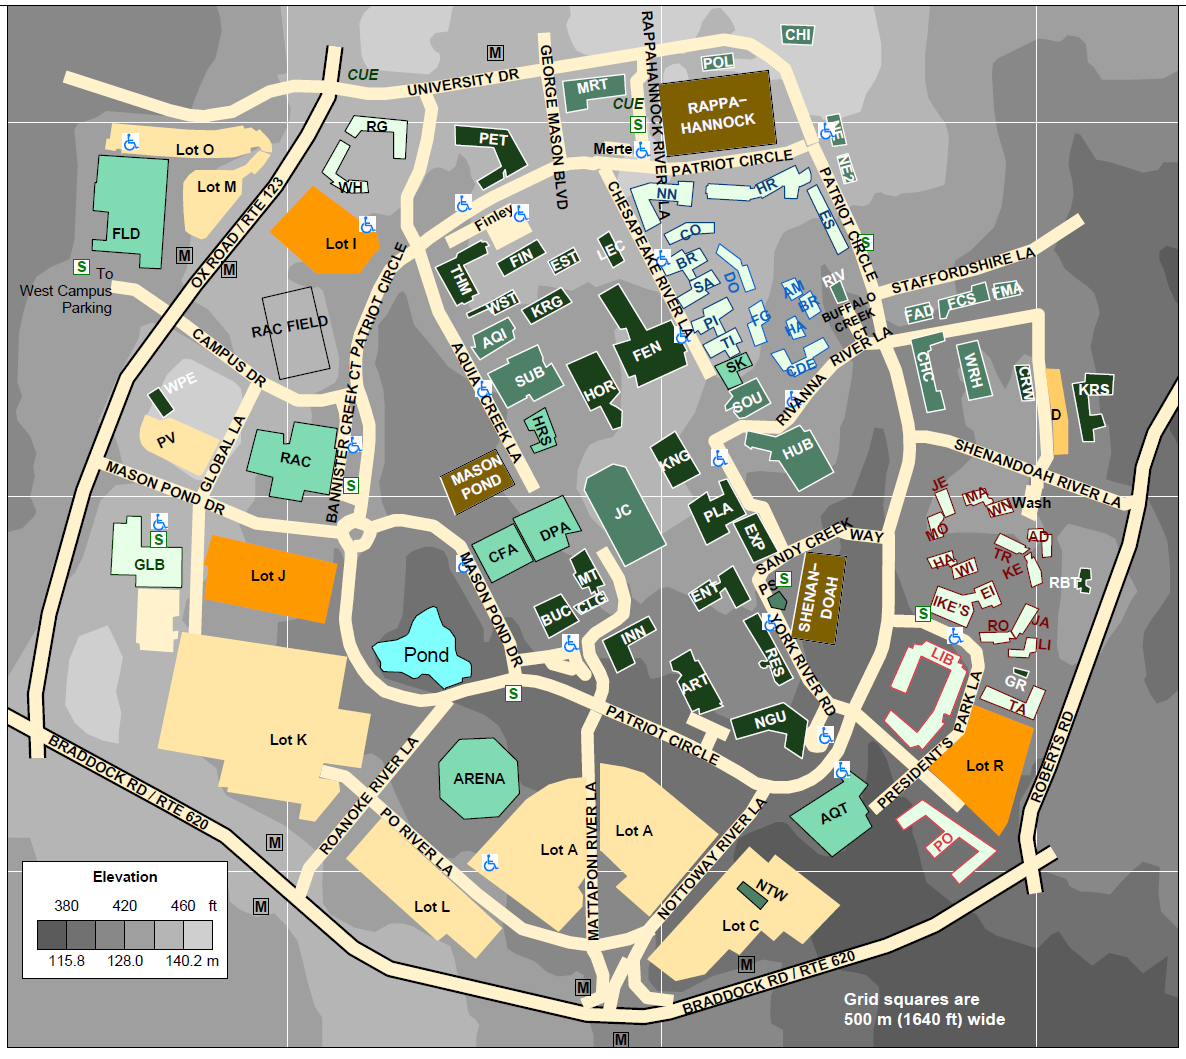 CHI
M
CUE
UNIVERSITY DR
GEORGE MASON BLVD
RAPPAHANNOCK RIVER LA
POL
MRT
CUE
S
RAPPA–
HANNOCK
RG
PET
Merte
PATRIOT CIRCLE
NE
NE2
Lot O
WH
Lot M
OX ROAD / RTE 123
FLD
Lot I
Finley
CHESAPEAKE RIVER LA
NN
HR
ES
PATRIOT CIRCLE
CO
S
M
M
S
To
West Campus
Parking
THM
FIN
EST
LEC
BR
SA
DO
AM
BR
RIV
STAFFORDSHIRE LA
FMA
FCS
FAD
WST
KRG
PI
FG
HA
BUFFALO
CREEK
CT
RIVANNA RIVER LA
RAC FIELD
BANNISTER CREEK CT PATRIOT CIRCLE
AQI
AQUIA CREEK LA
SUB
FEN
TI
SK
CDE
CHC
WRH
CRW
KRS
CAMPUS DR
WPE
HOR
SOU
D
PV
GLOBAL LA
HRS
HUB
RAC
KNG
SHENANDOAH RIVER LA
MASON POND DR
MASON
POND
S
JC
PLA
EXP
JE
MA
WN
Wash
MO
AD
GLB
S
CFA
DPA
SANDY CREEK WAY
HA
WI
TR
KE
RBT
Lot J
MASON POND DR
MT
CLG
BUC
ENT
PS
S
SHENAN–
DOAH
IKE'S
EI
S
RO
JA
LI
INN
RES
YORK RIVER RD
Pond
LIB
GR
TA
ART
NGU
S
PATRIOT CIRCLE
PRESIDENT'S PARK LA
Lot K
ROANOKE RIVER LA
ARENA
Lot R
ROBERTS RD
BRADDOCK RD / RTE 620
PO RIVER LA
MATTAPONI RIVER LA
Lot A
Lot A
NOTTOWAY RIVER LA
AQT
PO
M
M
Lot L
NTW
Lot C
Elevation
380 420 460 ft
115.8 128.0 140.2 m
M
M
M
BRADDOCK RD / RTE 620
Grid squares are
500 m (1640 ft) wide